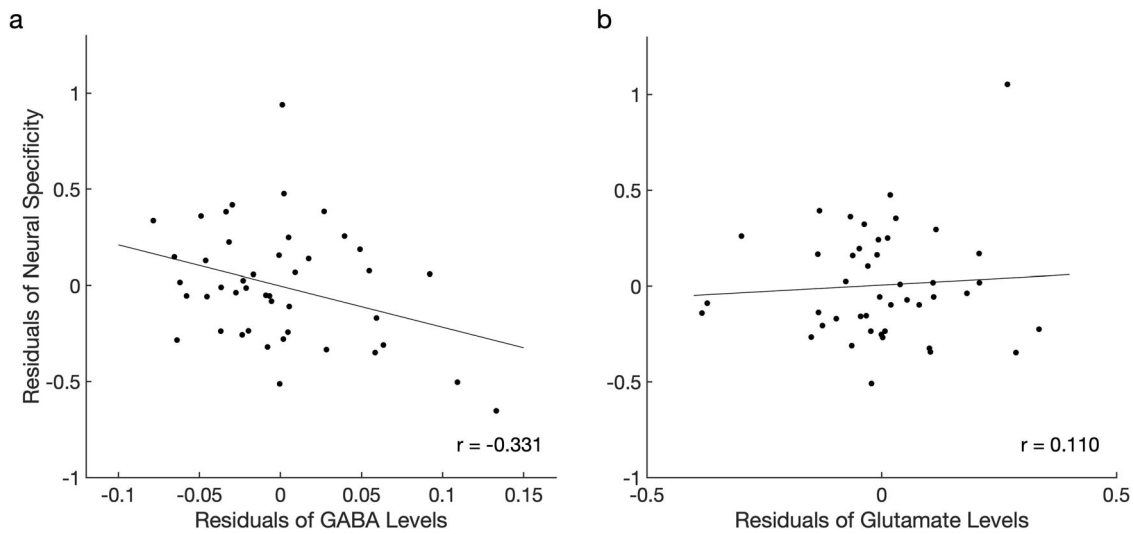 a
1
0.5
0
-0.5
-1
Residuals of Neural Specificity
r = -0.331
-0.1 -0.05 0 0.05 0.1 0.15
Residuals of GABA Levels
b
1
0.5
0
-0.5
-1
r = 0.110
-0.5 0 0.5
Residuals of Glutamate Levels